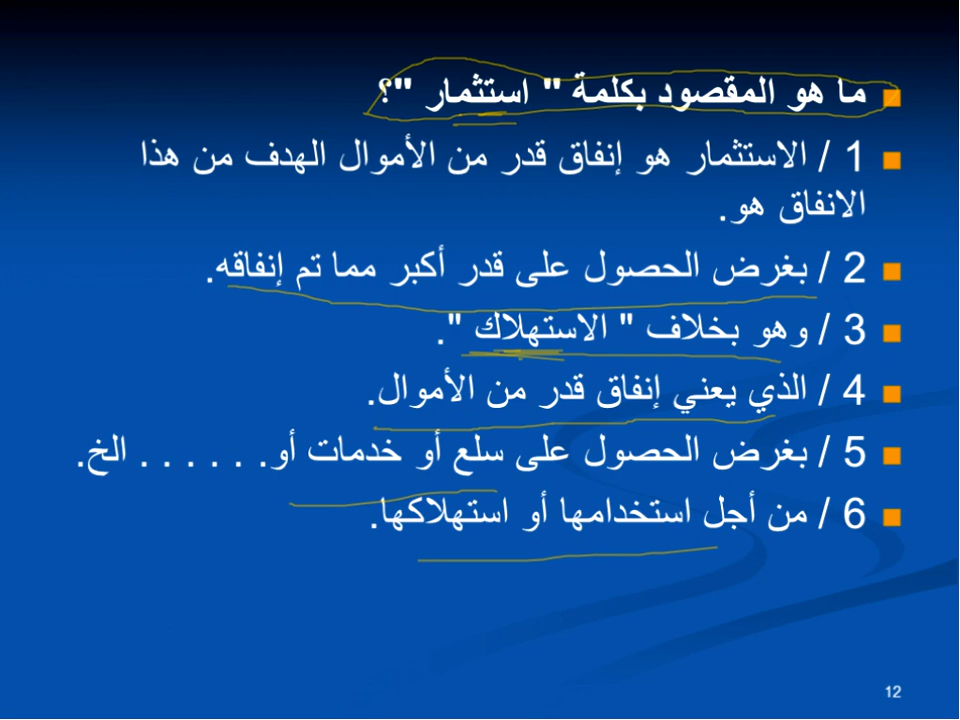 ما هو المقصود بكلمة " استثمار "؟
1 / الاستثمار هو إنفاق قدر من الأموال الهدف من هذا
الانفاق هو.
2 / بغرض الحصول على قدر أكبر مما تم إنفاقه.
3 / وهو بخلاف " الاستهلاك ".
4 / الذي يعني إنفاق قدر من الأموال.
5 / بغرض الحصول على سلع أو خدمات أو. . . . . . الخ.
6 / من أجل استخدامها أو استهلاكها.
12